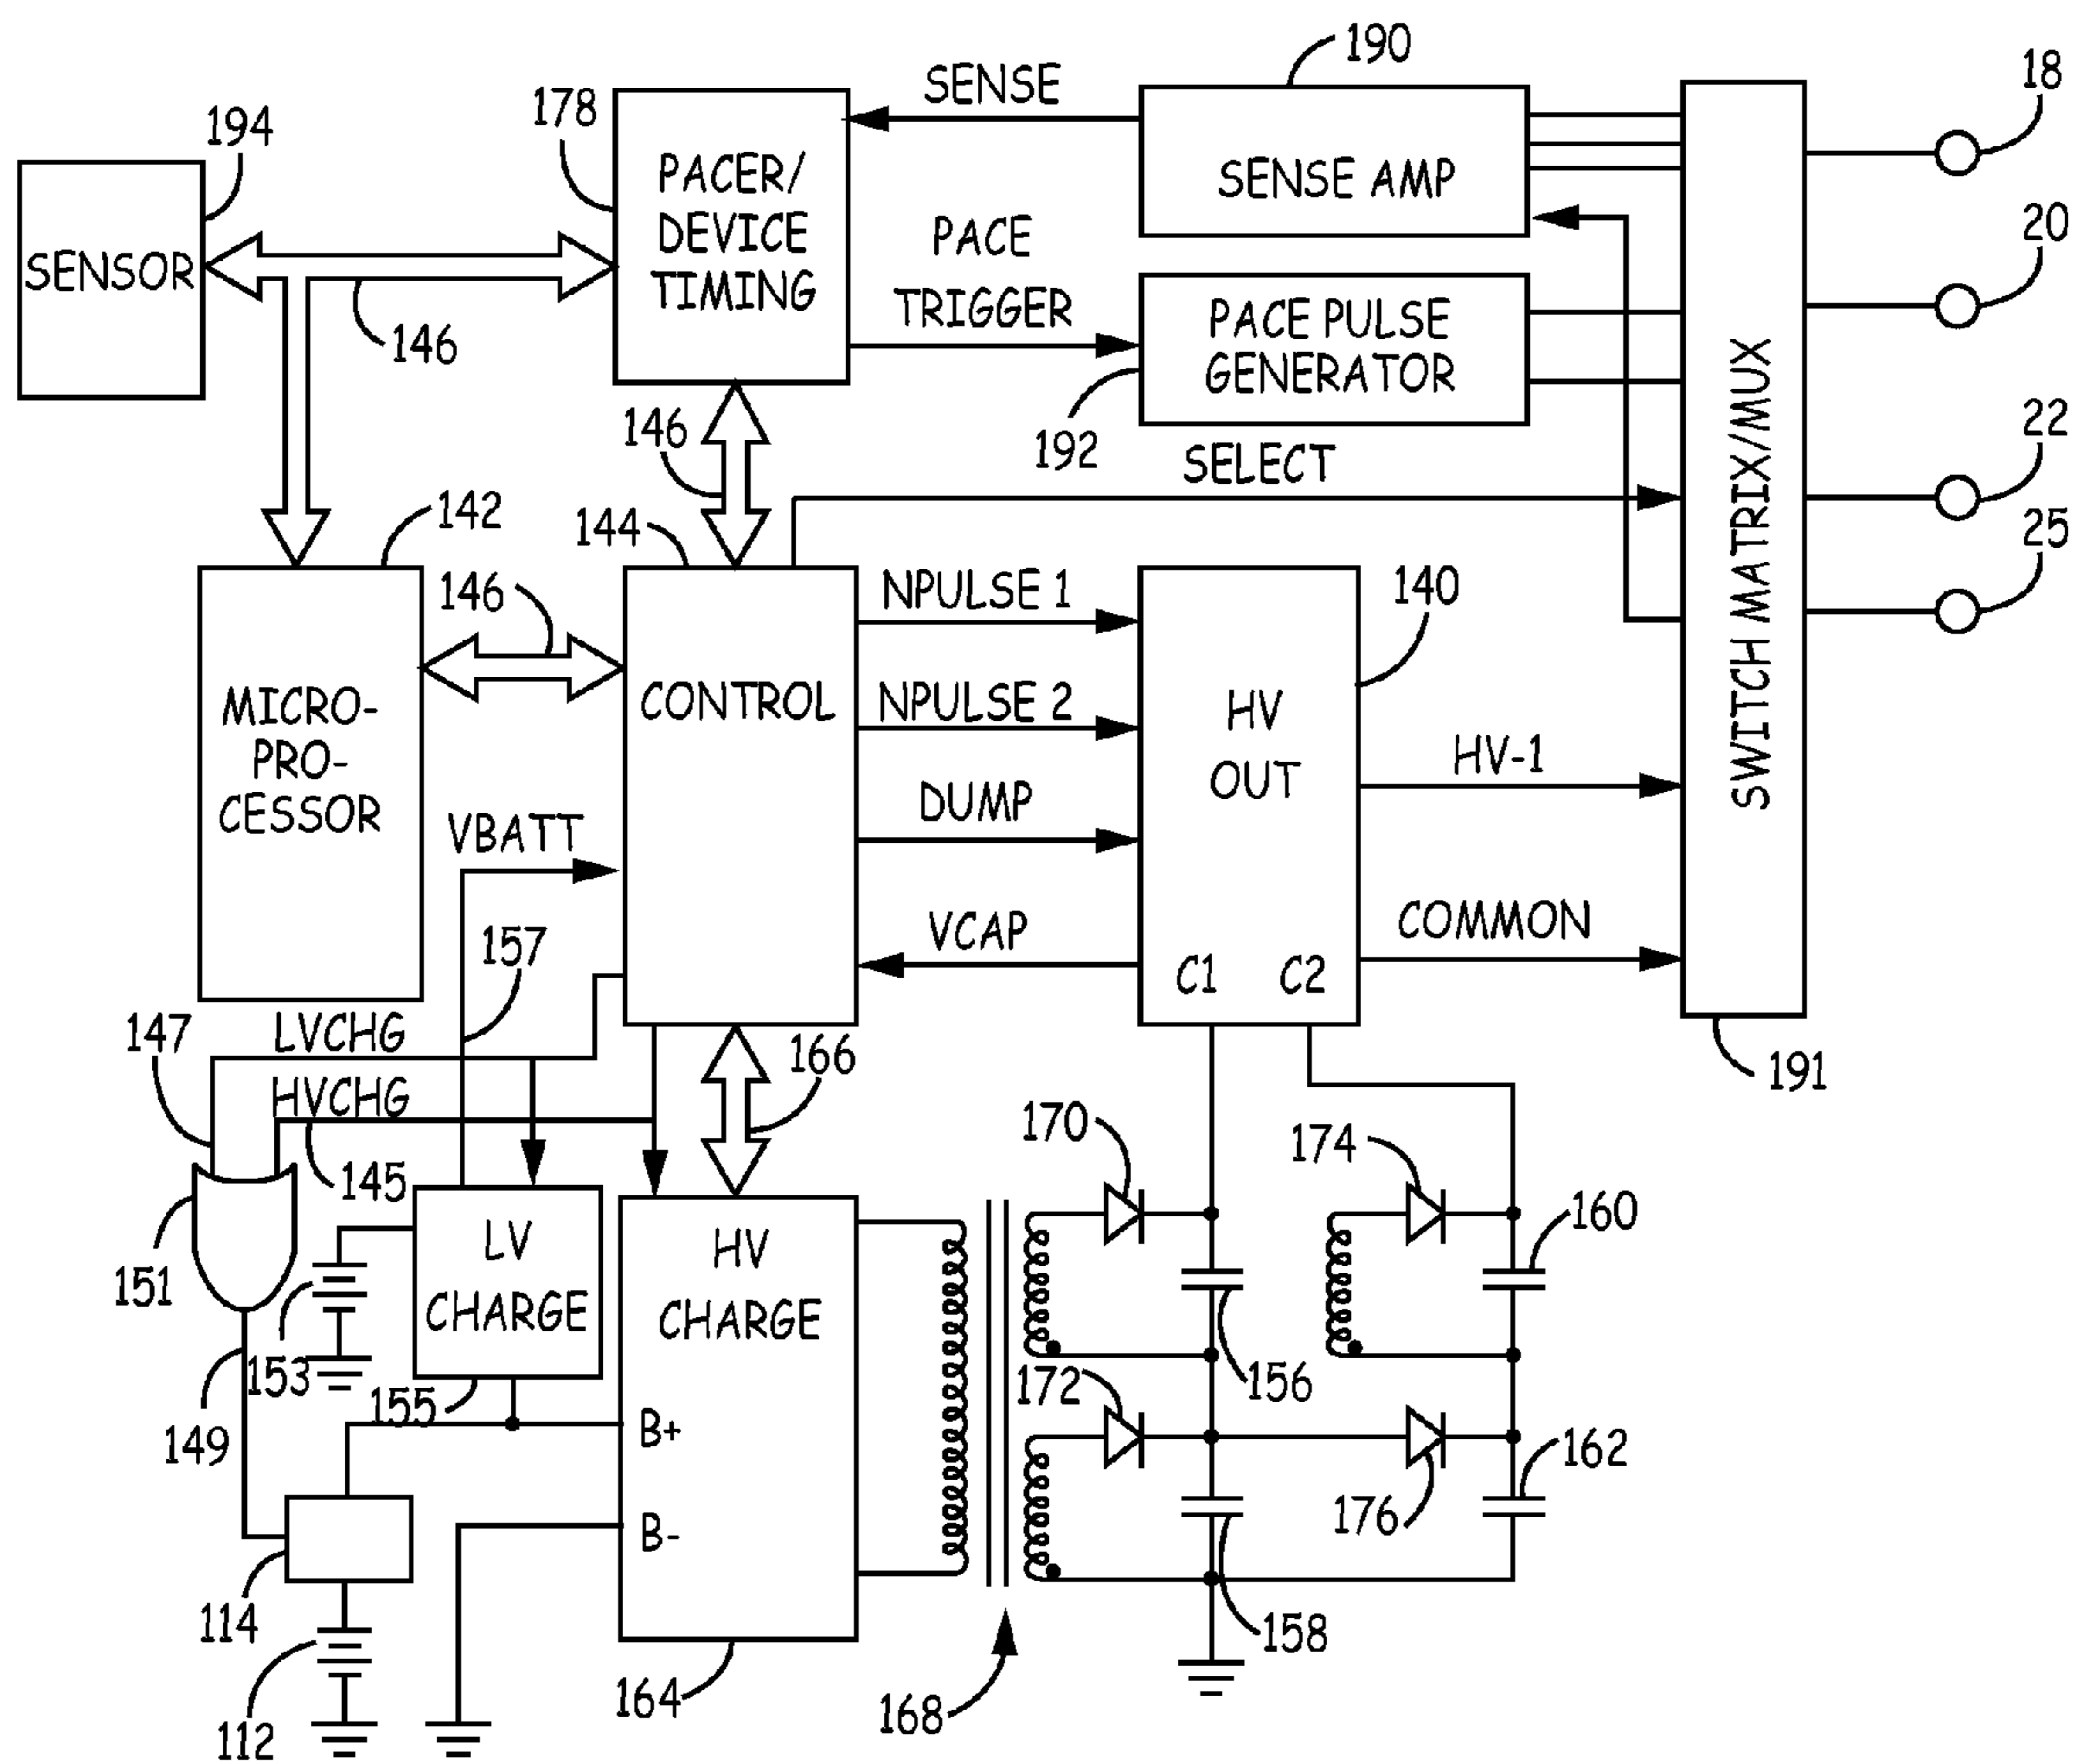 190
18
SENSE
194
178
PACER/
DEVICE
TIMING
SENSE AMP
20
SENSOR
PACE
TRIGGER
PACE PULSE
GENERATOR
146
146
192
SELECT
22
SWITCH MATRIX/MUX
142
144
25
146
NPULSE 1
140
MICRO-
PRO-
CESSOR
CONTROL
NPULSE 2
HV
OUT
HV-1
DUMP
VBATT
157
VCAP
COMMON
C1
C2
147
LVCHG
166
191
HVCHG
145
170
174
160
151
LV
CHARGE
HV
CHARGE
153
155
156
172
149
B+
162
B-
176
114
158
164
168
112